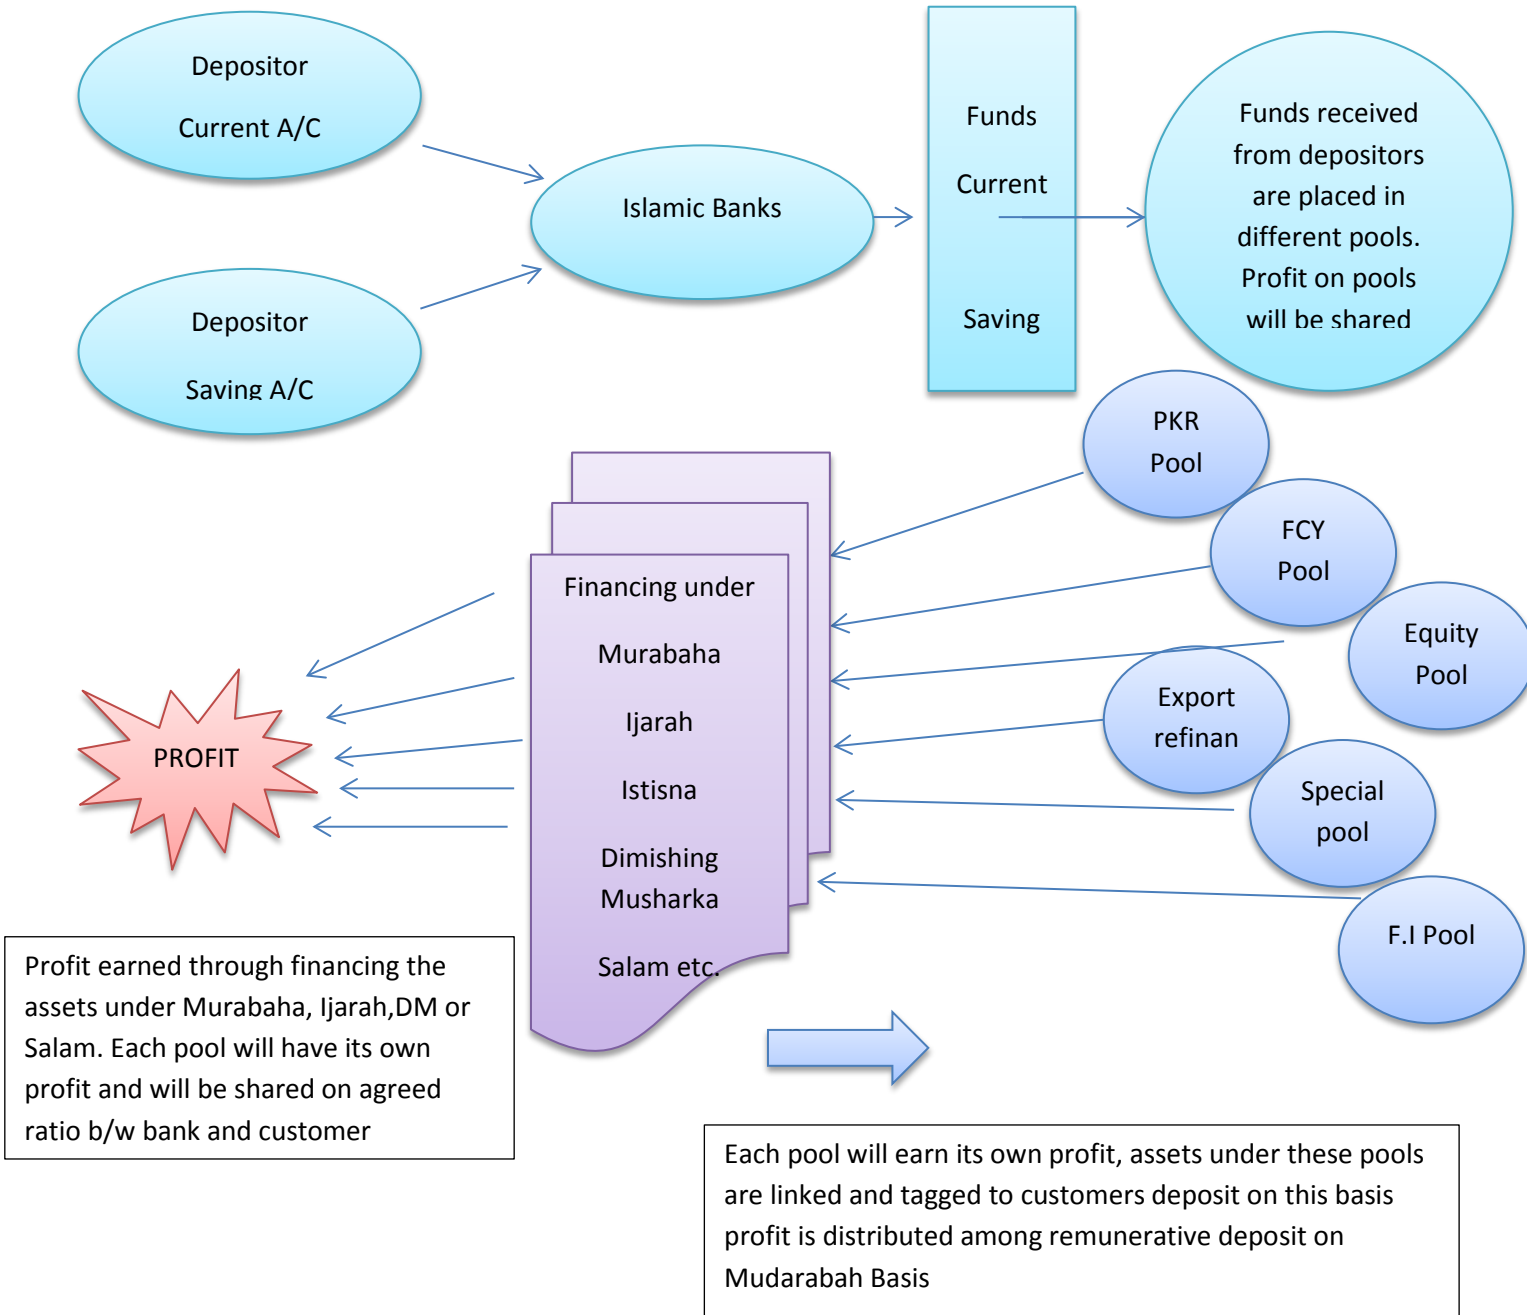 Depositor
Current A/C
Depositor
Saving A/C
Islamic Banks
Funds
Current
Saving
Funds received
from depositors
are placed in
different pools.
Profit on pools
will be shared
PKR
Pool
FCY
Pool
Equity
Pool
Export
refinan
Special
pool
F.I Pool
Financing under
Murabaha
Ijarah
Istisna
Dimishing
Musharka
Salam etc.
PROFIT
Profit earned through financing the
assets under Murabaha, Ijarah,DM or
Salam. Each pool will have its own
profit and will be shared on agreed
ratio b/w bank and customer
Each pool will earn its own profit, assets under these pools
are linked and tagged to customers deposit on this basis
profit is distributed among remunerative deposit on
Mudarabah Basis